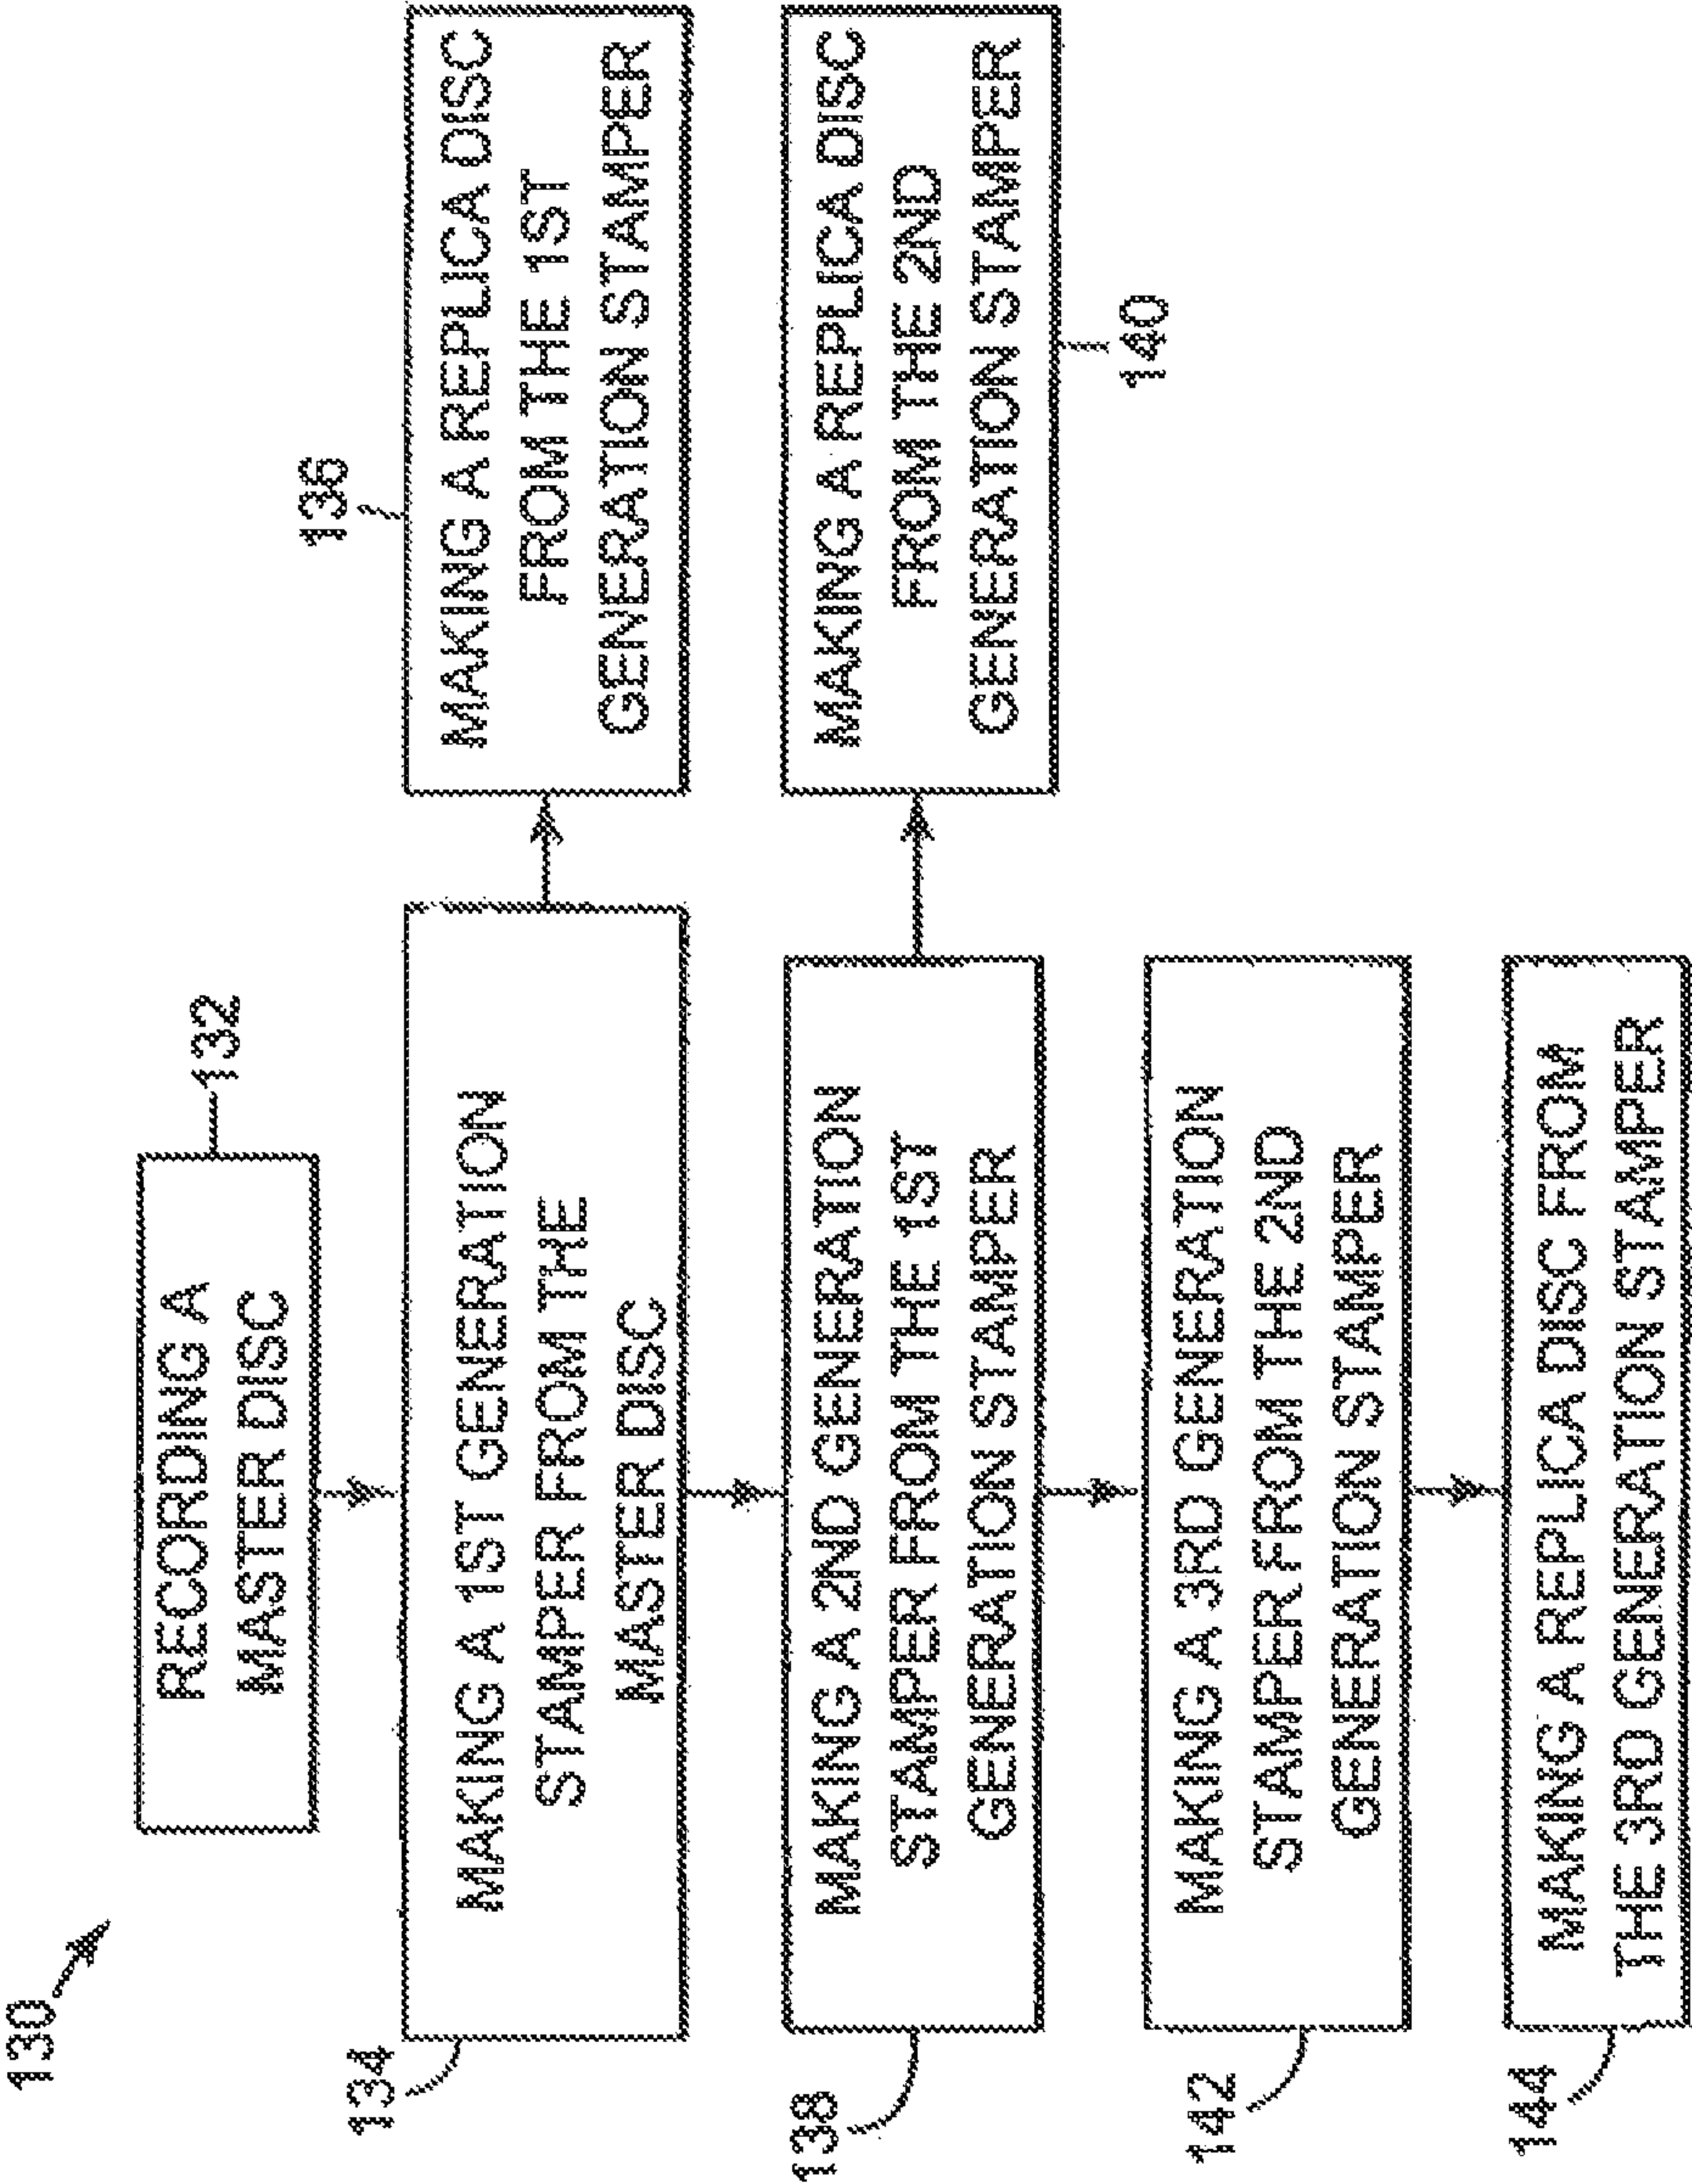 130
RECORDING A
MASTER DISC
132
134
MAKING A 1ST GENERATION
STAMPER FROM THE
MASTER DISC
136
MAKING A REPLICA DISC
FROM THE 1ST
GENERATION STAMPER
138
MAKING A 2ND GENERATION
STAMPER FROM THE 1ST
GENERATION STAMPER
MAKING A REPLICA DISC
FROM THE 2ND
GENERATION STAMPER
140
142
MAKING A 3RD GENERATION
STAMPER FROM THE 2ND
GENERATION STAMPER
144
MAKING A REPLICA DISC FROM
THE 3RD GENERATION STAMPER